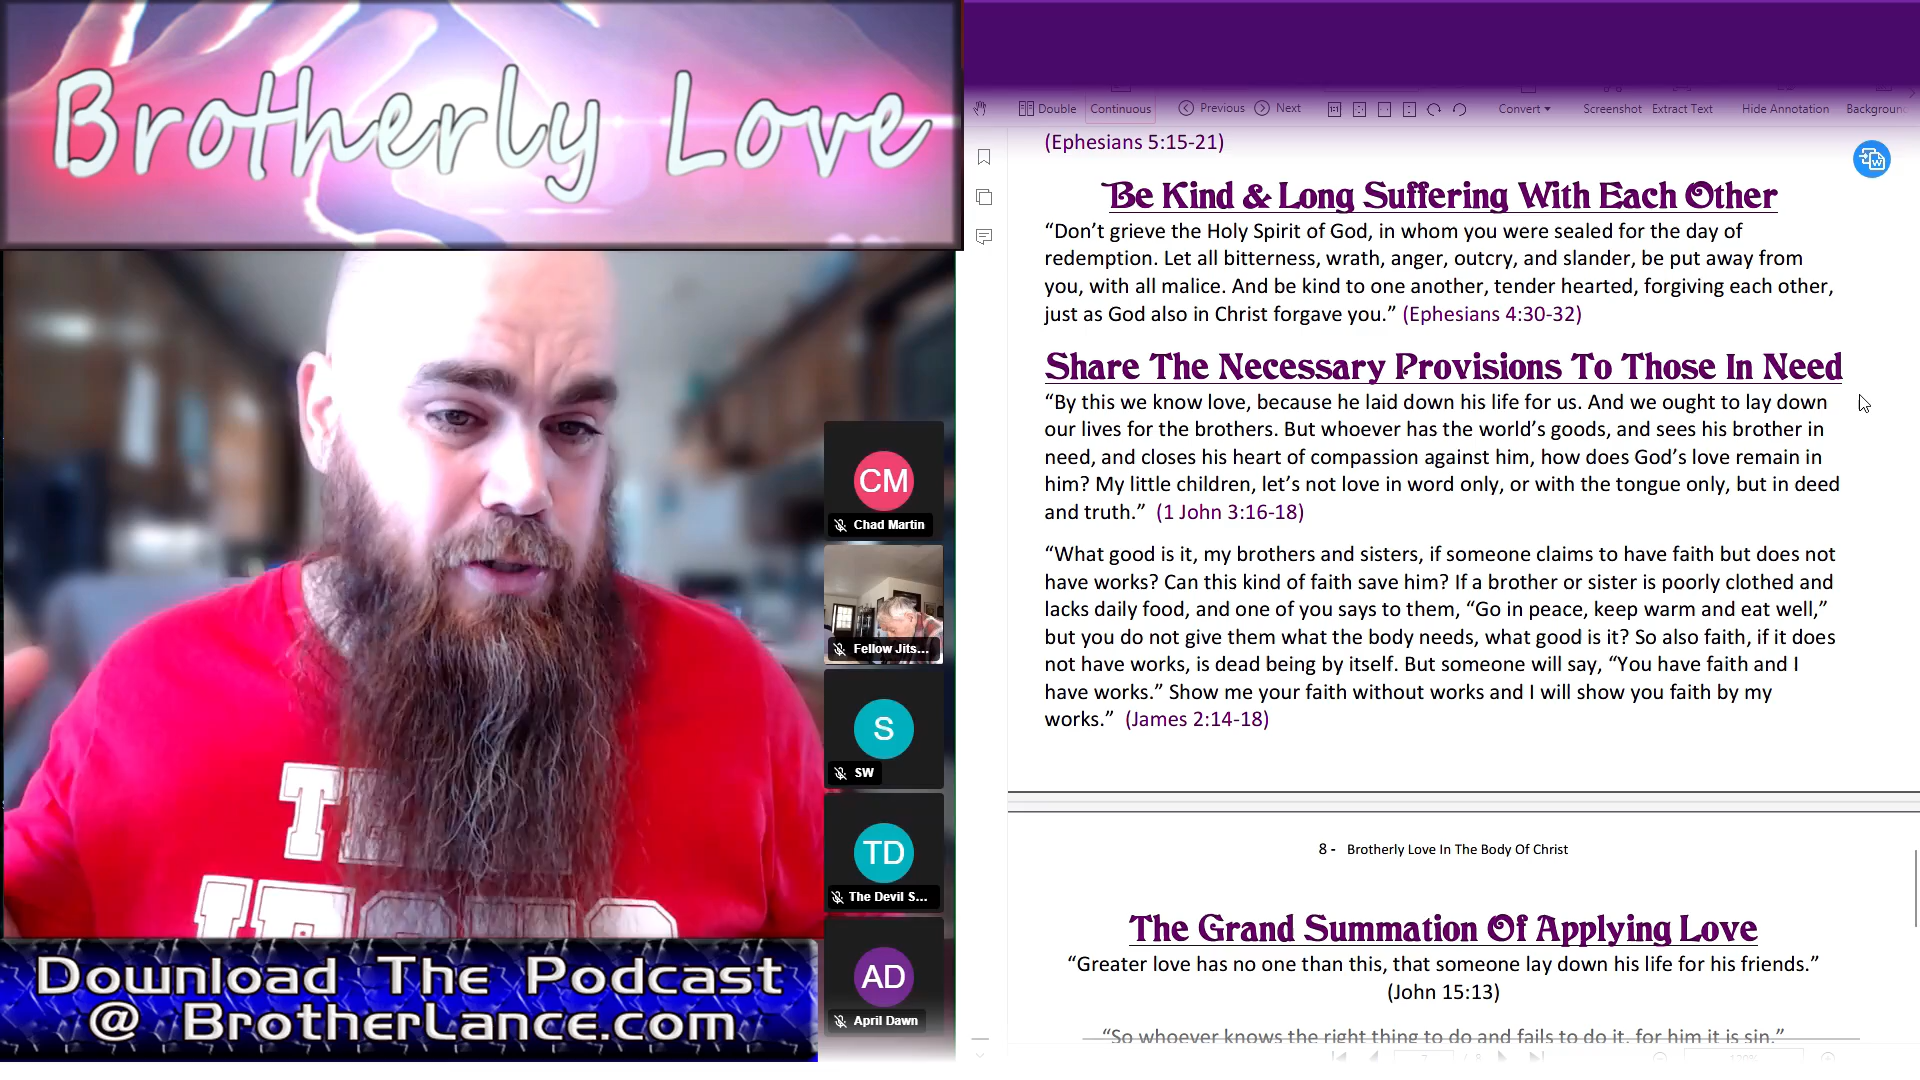 Brotherly Love
Double
Continuous
Previous
Next
Convert
Screenshot
Extract Text
Hide Annotation
(Ephesians 5:15-21)
Be Kind & Long Suffering With Each Other
“Don’t grieve the Holy Spirit of God, in whom you were sealed for the day of
redemption. Let all bitterness, wrath, anger, outcry, and slander, be put away from
you, with all malice. And be kind to one another, tender hearted, forgiving each other,
just as God also in Christ forgave you.” (Ephesians 4:30-32)
Share The Necessary Provisions To Those In Need
“By this we know love, because he laid down his life for us. And we ought to lay down
our lives for the brothers. But whoever has the world’s goods, and sees his brother in
need, and closes his heart of compassion against him, how does God’s love remain in
him? My little children, let’s not love in word only, or with the tongue only, but in deed
and truth.” (1 John 3:16-18)
“What good is it, my brothers and sisters, if someone claims to have faith but does not
have works? Can this kind of faith save him? If a brother or sister is poorly clothed and
lacks daily food, and one of you says to them, “Go in peace, keep warm and eat well,”
but you do not give them what the body needs, what good is it? So also faith, if it does
not have works, is dead being by itself. But someone will say, “You have faith and I
have works.” Show me your faith without works and I will show you faith by my
works.” (James 2:14-18)
8 - Brotherly Love In The Body Of Christ
The Grand Summation Of Applying Love
“Greater love has no one than this, that someone lay down his life for his friends.”
(John 15:13)
“So whoever knows the right thing to do and fails to do it, for him it is sin.”
CM
Chad Martin
Fellow Jits...
S
SW
TD
The Devil S...
AD
April Dawn
Download The Podcast
@ BrotherLance.com